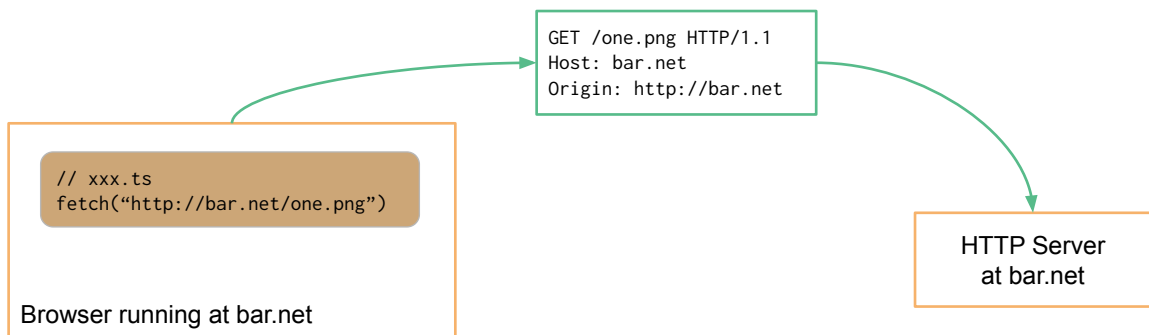 GET /one.png HTTP/1.1
Host: bar.net
Origin: http://bar.net
// xxx.ts
fetch(“http://bar.net/one.png”)
Browser running at bar.net
HTTP Server
at bar.net